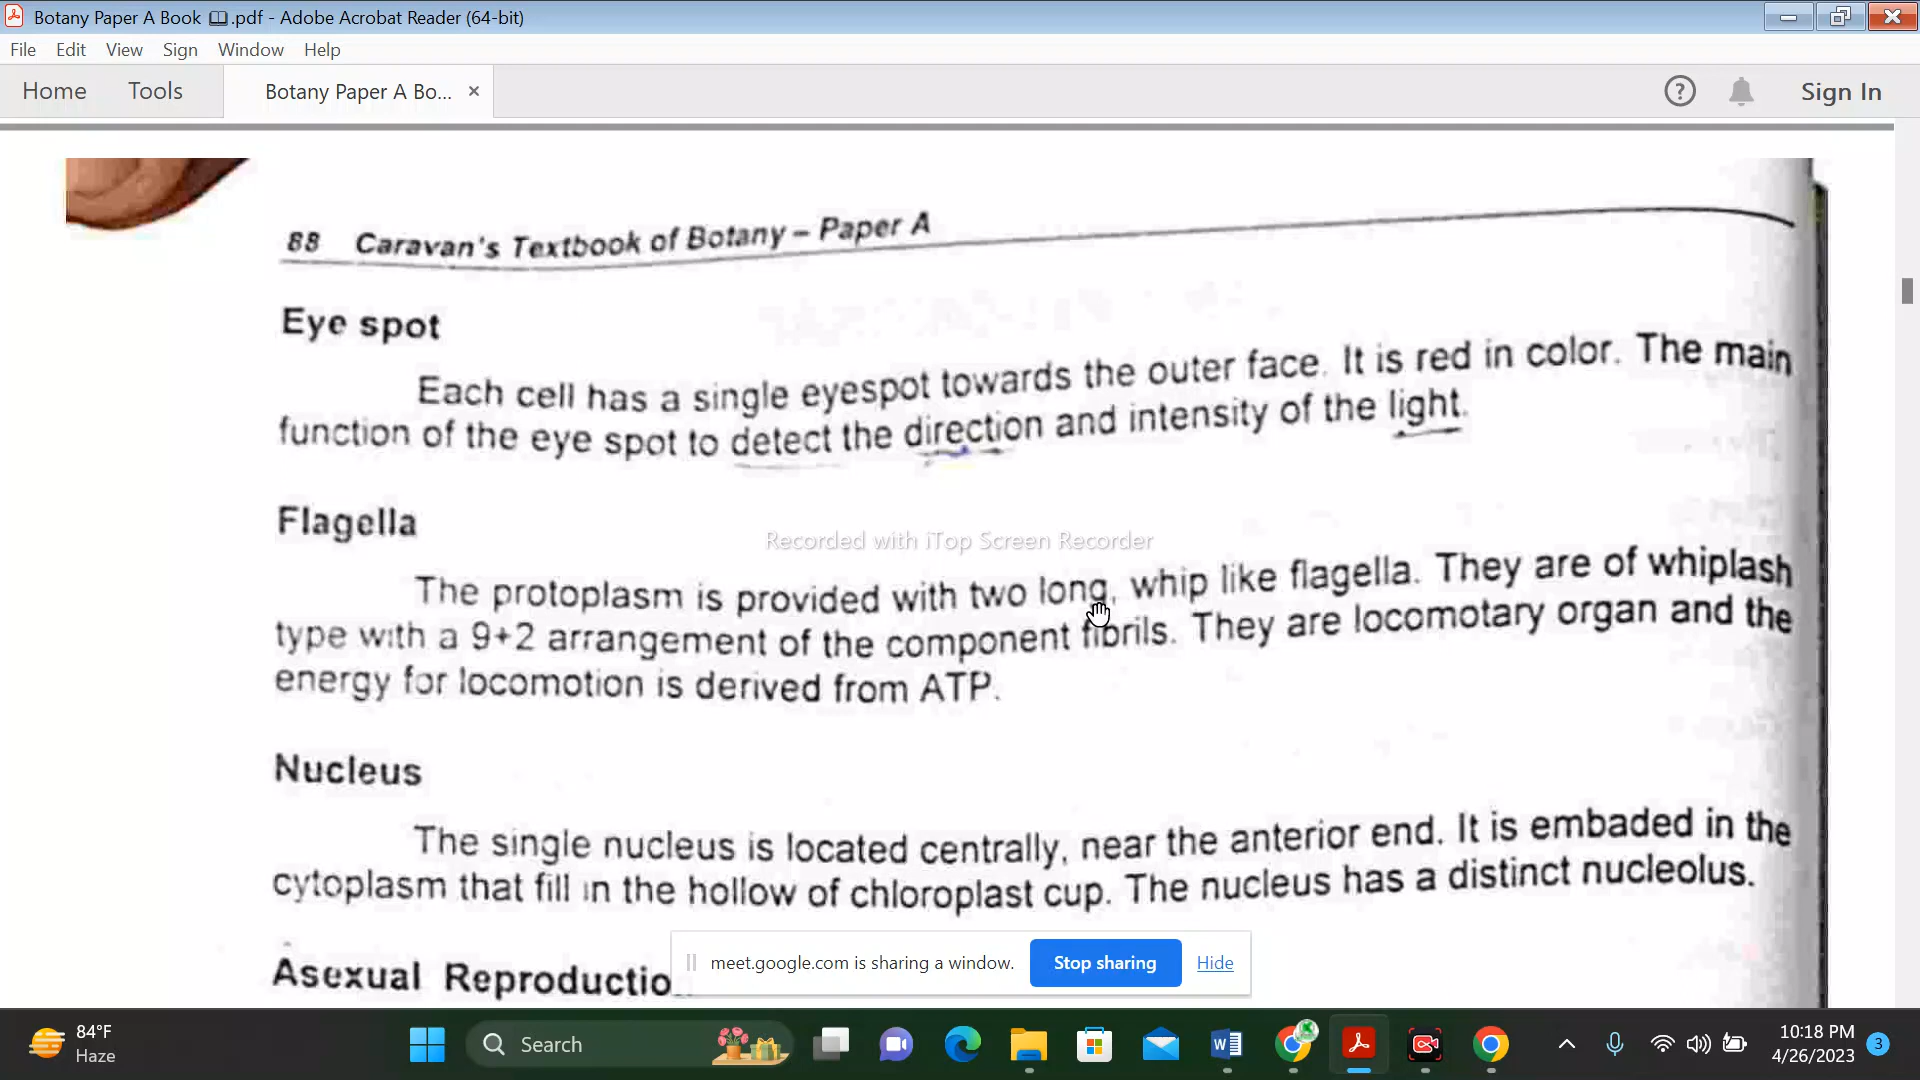 Botany Paper A Book 📖.pdf - Adobe Acrobat Reader (64-bit)
File Edit View Sign Window Help
Home Tools Botany Paper A Bo... × Sign In
88 Caravan's Textbook of Botany – Paper A
Eye spot
Each cell has a single eyespot towards the outer face. It is red in color. The main
function of the eye spot to detect the direction and intensity of the light.
Flagella
Recorded with iTop Screen Recorder
The protoplasm is provided with two long, whip like flagella. They are of whiplash
type with a 9+2 arrangement of the component fibrils. They are locomotary organ and the
energy for locomotion is derived from ATP.
Nucleus
The single nucleus is located centrally, near the anterior end. It is embaded in the
cytoplasm that fill in the hollow of chloroplast cup. The nucleus has a distinct nucleolus.
Asexual Reproductio
meet.google.com is sharing a window. Stop sharing Hide
84°F
Haze
Search
10:18 PM
4/26/2023
3